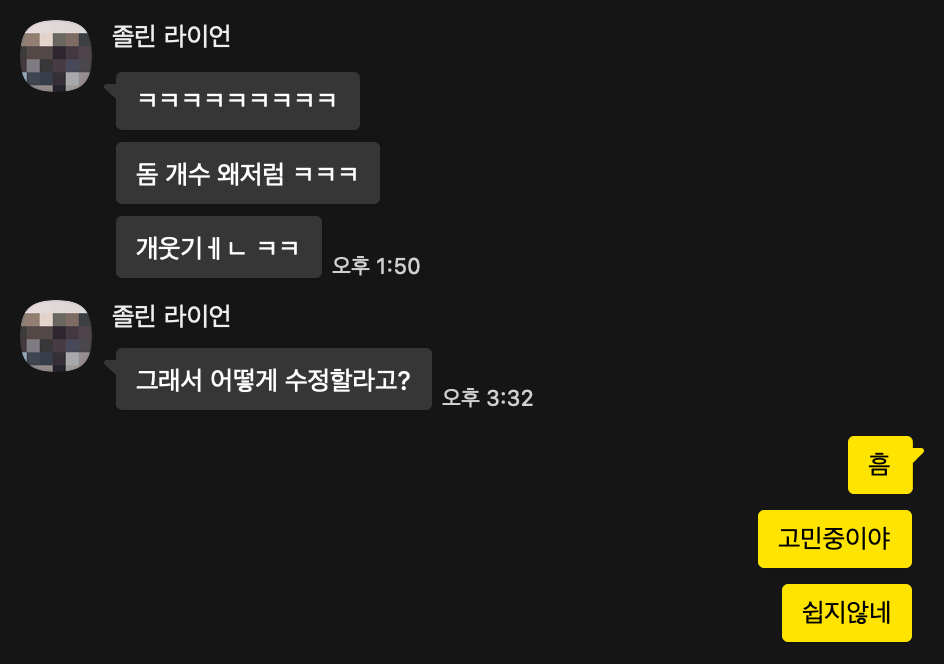 졸린 라이언
ㅋㅋㅋㅋㅋㅋㅋㅋㅋ
돔 개수 왜저럼 ㅋㅋㅋ
개웃기ㅔㄴ ㅋㅋ
오후 1:50
졸린 라이언
그래서 어떻게 수정할라고?
오후 3:32
흠
고민중이야
쉽지않네